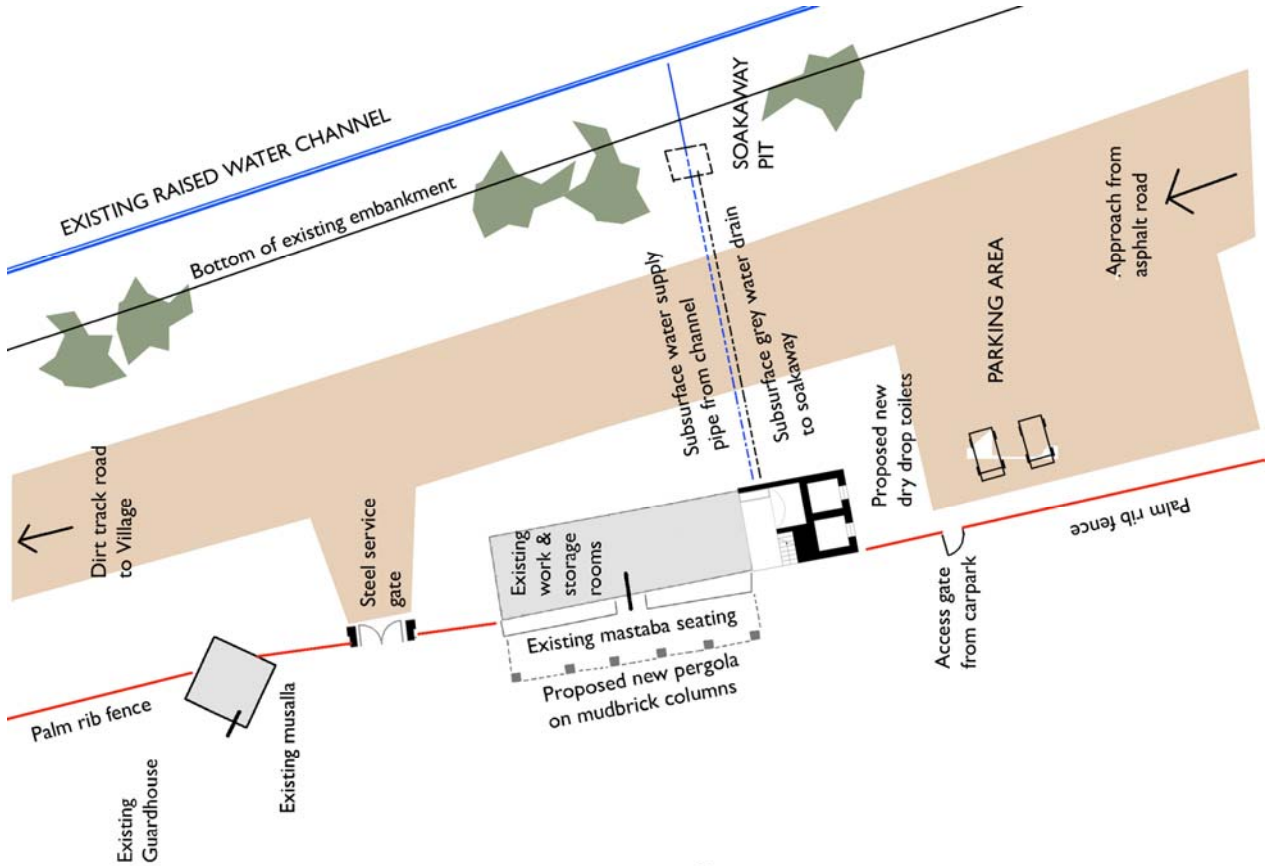 EXISTING RAISED WATER CHANNEL
Bottom of existing embankment
SOAKAWAY
PIT
Subsurface water supply
pipe from channel
Subsurface grey water drain
to soakaway
Approach from
asphalt road
PARKING AREA
Dirt track road
to Village
Steel service
gate
Existing
work &
storage
rooms
Proposed new
dry drop toilets
Existing mastaba seating
Proposed new pergola
on mudbrick columns
Access gate
from carpark
Palm rib fence
Palm rib fence
Existing musalla
Existing
Guardhouse